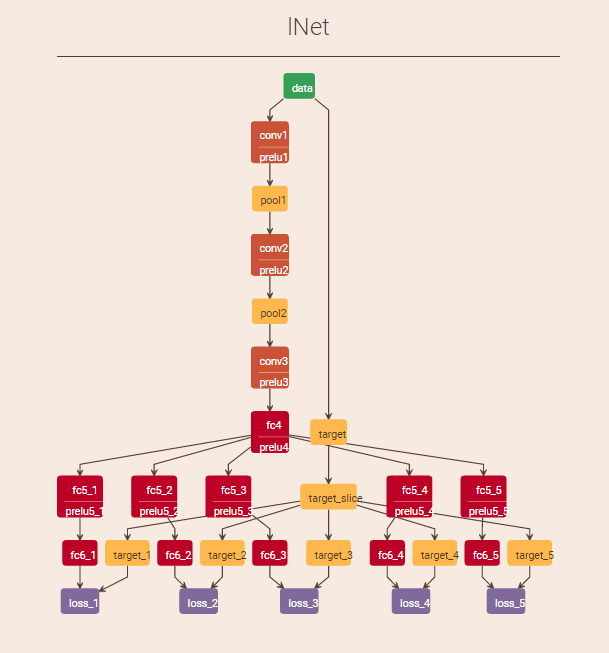 lNet
data
conv1
prelu1
pool1
conv2
prelu2
pool2
conv3
prelu3
fc4
prelu4
target
fc5_1
prelu5_1
fc5_2
prelu5_2
fc5_3
prelu5_3
target_slice
fc5_4
prelu5_4
fc5_5
prelu5_5
fc6_1
target_1
fc6_2
target_2
fc6_3
target_3
fc6_4
target_4
fc6_5
target_5
loss_1
loss_2
loss_3
loss_4
loss_5